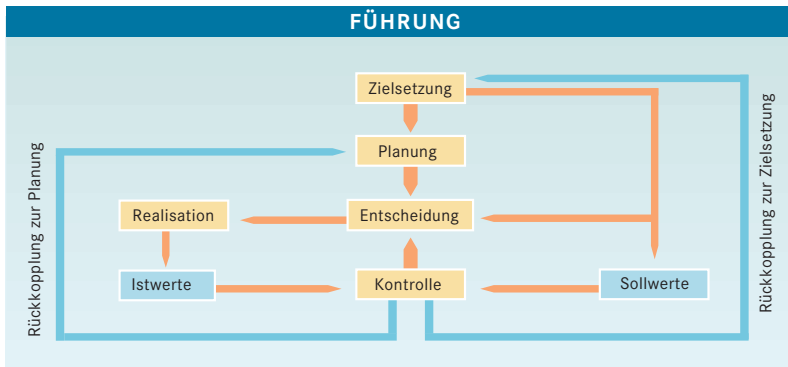 FÜHRUNG
Zielsetzung
Planung
Realisation
Entscheidung
Istwerte
Kontrolle
Sollwerte
Rückkopplung zur Planung
Rückkopplung zur Zielsetzung